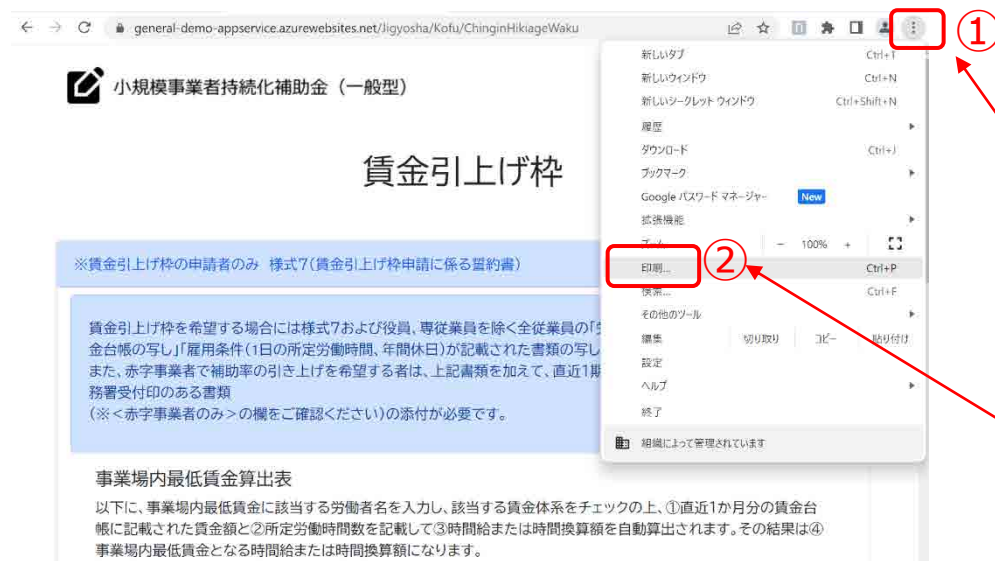 general-demo-appservice.azurewebsites.net/Jigyosha/Kofu/ChinginHikiageWaku
①
小規模事業者持続化補助金（一般型）
賃金引上げ枠
※賃金引上げ枠の申請者のみ 様式7(賃金引上げ枠申請に係る誓約書)
賃金引上げ枠を希望する場合には様式7および役員、専従業員を除く全従業員の「
金台帳の写し」「雇用条件(1日の所定労働時間、年間休日)が記載された書類の写し
また、赤字事業者で補助率の引き上げを希望する者は、上記書類を加えて、直近1期
務署受付印のある書類
(※<赤字事業者のみ>の欄をご確認ください)の添付が必要です。
事業場内最低賃金算出表
以下に、事業場内最低賃金に該当する労働者名を入力し、該当する賃金体系をチェックの上、①直近1か月分の賃金台
帳に記載された賃金額と②所定労働時間数を記載して③時間給または時間換算額を自動算出されます。その結果は④
事業場内最低賃金となる時間給または時間換算額になります。
新しいタブ Ctrl+T
新しいウィンドウ Ctrl+N
新しいシークレット ウィンドウ Ctrl+Shift+N
履歴
ダウンロード Ctrl+J
ブックマーク
Google パスワード マネージャー New
拡張機能
ズーム − 100% +
印刷... Ctrl+P
②
検索... Ctrl+F
その他のツール
編集 切り取り コピー 貼り付け
設定
ヘルプ
終了
組織によって管理されています